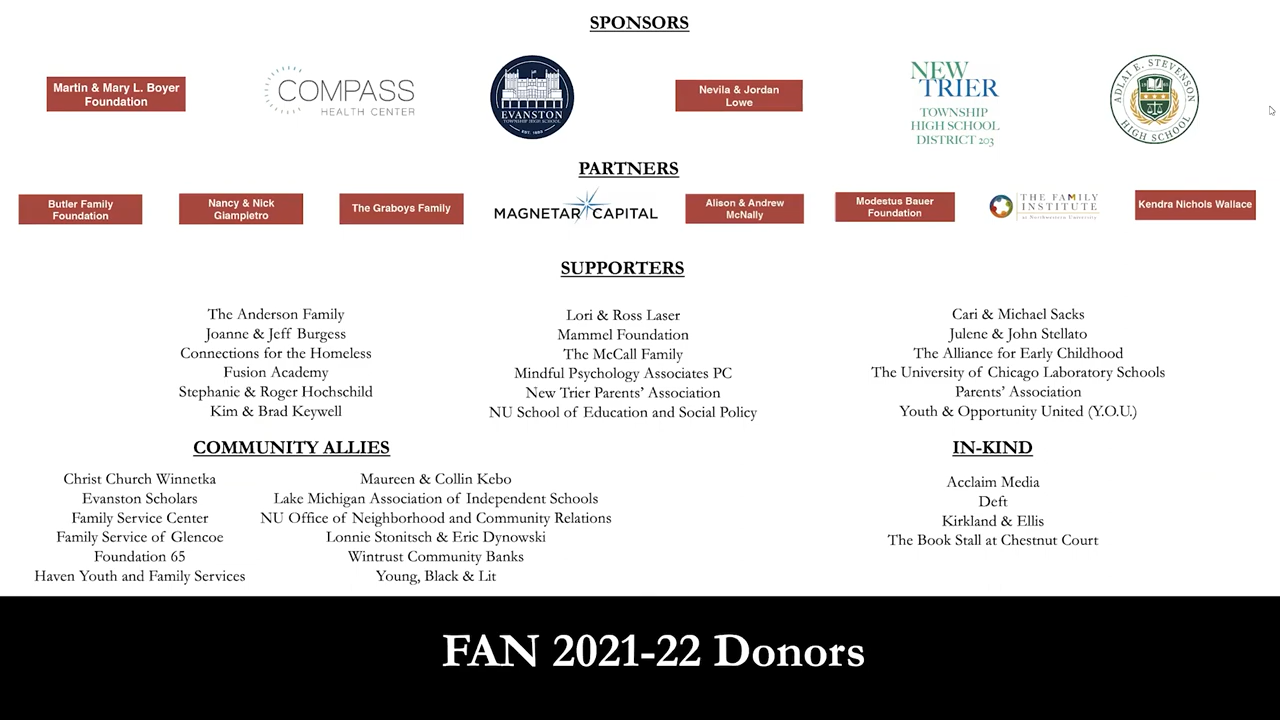 SPONSORS
Martin & Mary L. Boyer
Foundation
COMPASS
HEALTH CENTER
EVANSTON
TOWNSHIP HIGH SCHOOL
EST. 1883
Nevila & Jordan
Lowe
NEW
TRIER
TOWNSHIP
HIGH SCHOOL
DISTRICT 203
ADLAI E. STEVENSON
HIGH SCHOOL
PARTNERS
Butler Family
Foundation
Nancy & Nick
Giampietro
The Graboys Family
MAGNETAR CAPITAL
Alison & Andrew
McNally
Modestus Bauer
Foundation
THE FAMILY
INSTITUTE
at Northwestern University
Kendra Nichols Wallace
SUPPORTERS
The Anderson Family
Joanne & Jeff Burgess
Connections for the Homeless
Fusion Academy
Stephanie & Roger Hochschild
Kim & Brad Keywell
Lori & Ross Laser
Mammel Foundation
The McCall Family
Mindful Psychology Associates PC
New Trier Parents’ Association
NU School of Education and Social Policy
Cari & Michael Sacks
Julene & John Stellato
The Alliance for Early Childhood
The University of Chicago Laboratory Schools
Parents’ Association
Youth & Opportunity United (Y.O.U.)
COMMUNITY ALLIES
Christ Church Winnetka
Evanston Scholars
Family Service Center
Family Service of Glencoe
Foundation 65
Haven Youth and Family Services
Maureen & Collin Kebo
Lake Michigan Association of Independent Schools
NU Office of Neighborhood and Community Relations
Lonnie Stonitsch & Eric Dynowski
Wintrust Community Banks
Young, Black & Lit
IN-KIND
Acclaim Media
Deft
Kirkland & Ellis
The Book Stall at Chestnut Court
FAN 2021-22 Donors